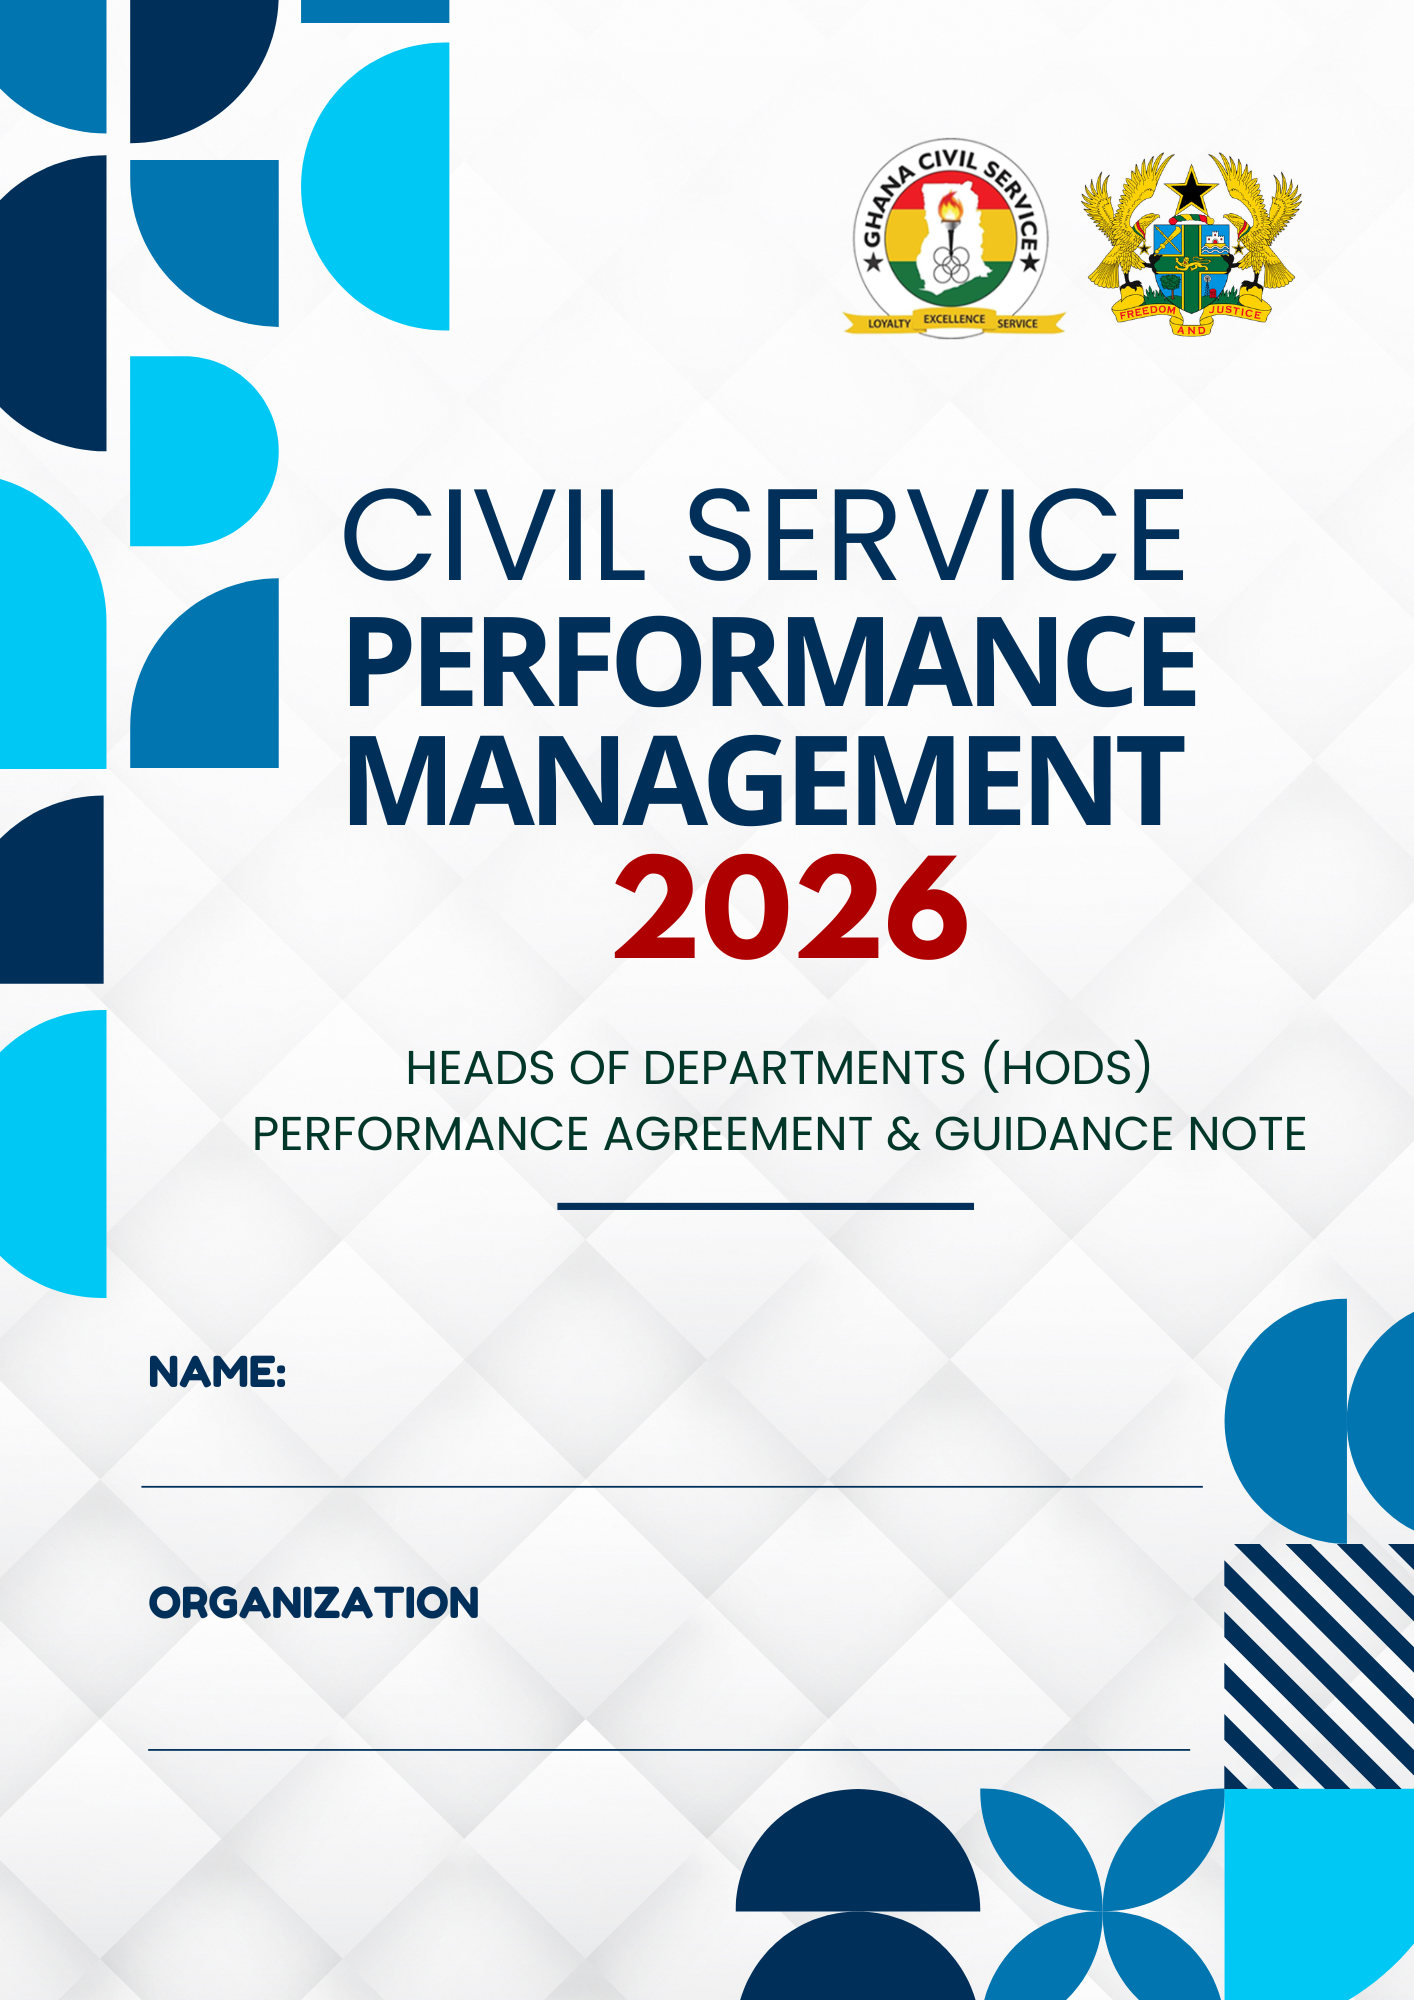 GHANA CIVIL SERVICE
LOYALTY EXCELLENCE SERVICE
FREEDOM AND JUSTICE
CIVIL SERVICE
PERFORMANCE
MANAGEMENT
2026
HEADS OF DEPARTMENTS (HODS)
PERFORMANCE AGREEMENT & GUIDANCE NOTE
NAME:
ORGANIZATION